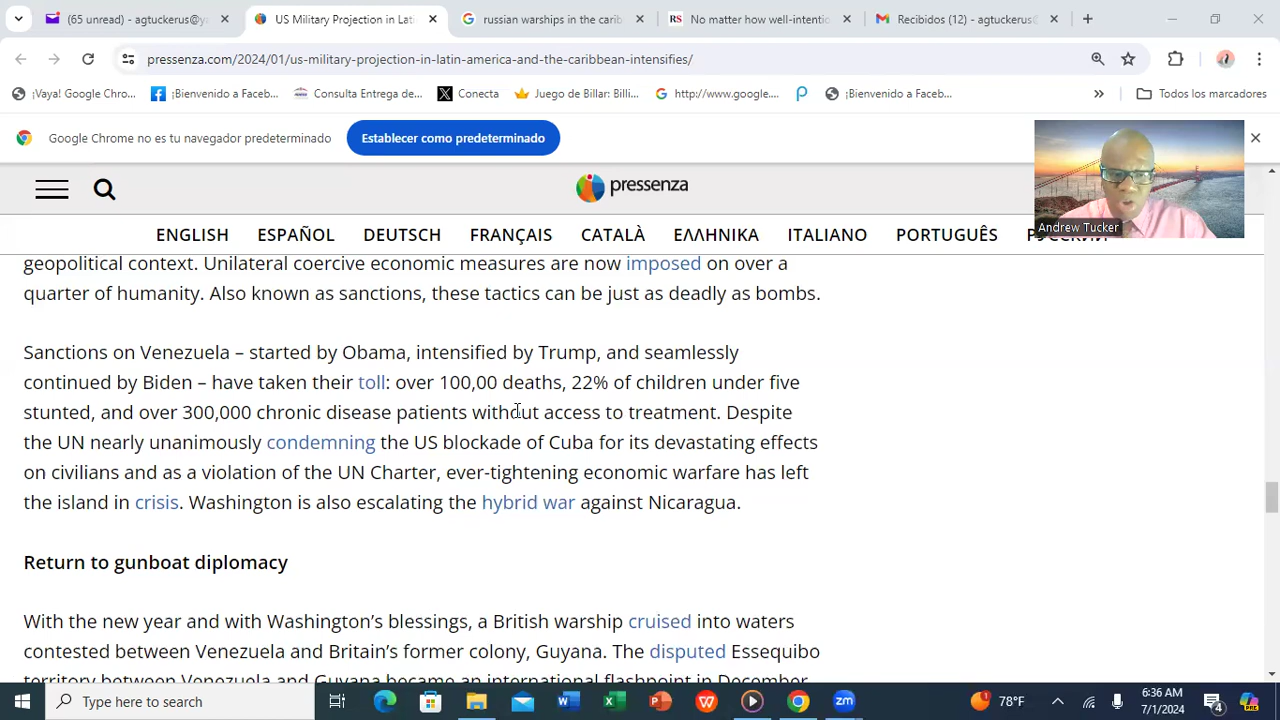 (65 unread) - agtuckerus@y
US Military Projection in Lati
russian warships in the carib
No matter how well-intentio
Recibidos (12) - agtuckerus@
pressenza.com/2024/01/us-military-projection-in-latin-america-and-the-caribbean-intensifies/
¡Vaya! Google Chro...
¡Bienvenido a Faceb...
Consulta Entrega de...
Conecta
Juego de Billar: Billi...
http://www.google....
¡Bienvenido a Faceb...
Todos los marcadores
Google Chrome no es tu navegador predeterminado
Establecer como predeterminado
pressenza
ENGLISH ESPAÑOL DEUTSCH FRANÇAIS CATALÀ ΕΛΛΗΝΙΚΑ ITALIANO PORTUGUÊS
Andrew Tucker
geopolitical context. Unilateral coercive economic measures are now imposed on over a
quarter of humanity. Also known as sanctions, these tactics can be just as deadly as bombs.
Sanctions on Venezuela – started by Obama, intensified by Trump, and seamlessly
continued by Biden – have taken their toll: over 100,00 deaths, 22% of children under five
stunted, and over 300,000 chronic disease patients without access to treatment. Despite
the UN nearly unanimously condemning the US blockade of Cuba for its devastating effects
on civilians and as a violation of the UN Charter, ever-tightening economic warfare has left
the island in crisis. Washington is also escalating the hybrid war against Nicaragua.
Return to gunboat diplomacy
With the new year and with Washington's blessings, a British warship cruised into waters
contested between Venezuela and Britain's former colony, Guyana. The disputed Essequibo
territory between Venezuela and Guyana became an international flashpoint in December
Type here to search
78°F
6:36 AM
7/1/2024